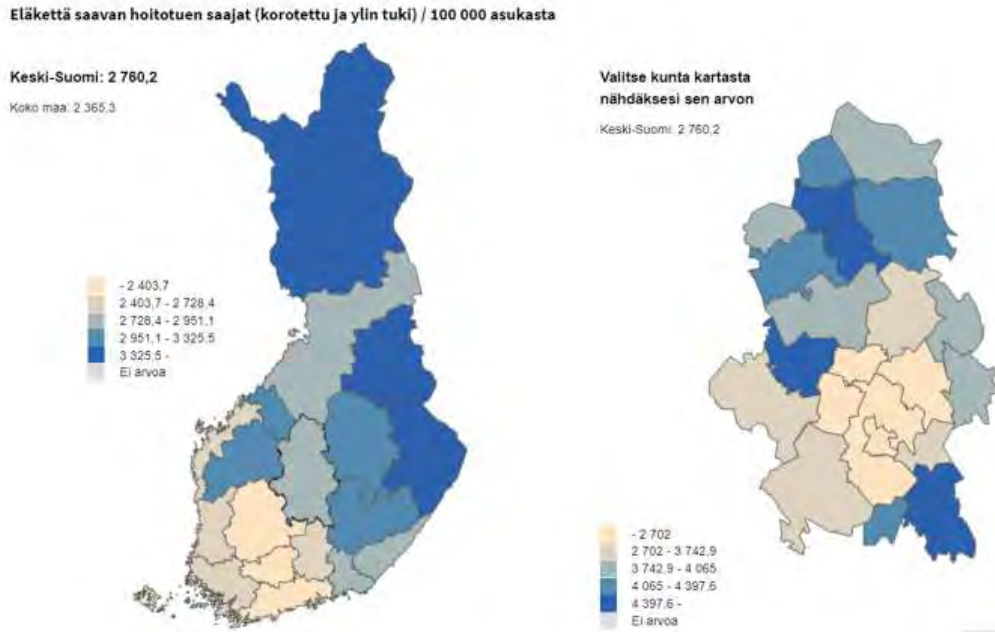 Eläkettä saavan hoitotuen saajat (korotettu ja ylin tuki) / 100 000 asukasta
Keski-Suomi: 2 760,2
Koko maa: 2 365,3
- 2 403,7
2 403,7 - 2 728,4
2 728,4 - 2 951,1
2 951,1 - 3 325,5
3 325,5 -
Ei arvoa
Valitse kunta kartasta
nähdäksesi sen arvon
Keski-Suomi: 2 760,2
- 2 702
2 702 - 3 742,9
3 742,9 - 4 065
4 065 - 4 397,6
4 397,6 -
Ei arvoa